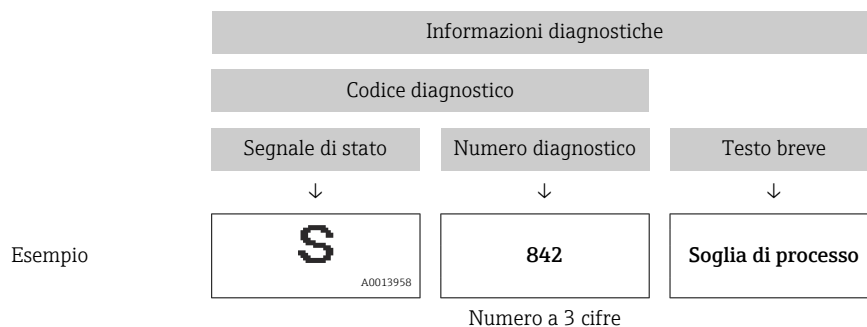 Informazioni diagnostiche
Codice diagnostico
Segnale di stato Numero diagnostico Testo breve
↓ ↓ ↓
Esempio S 842 Soglia di processo
A0013958
Numero a 3 cifre